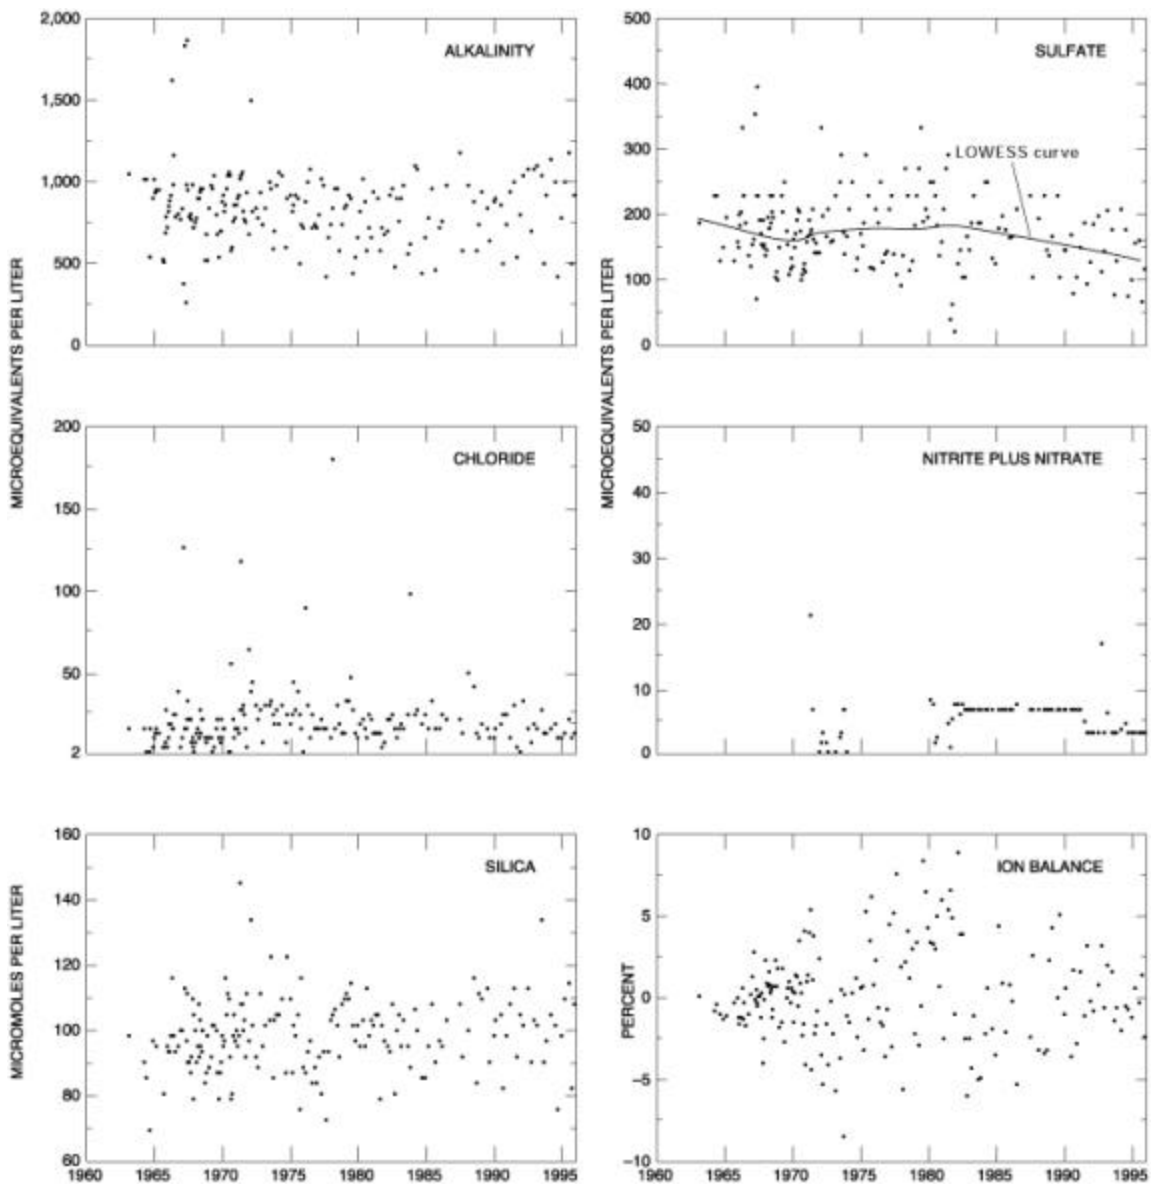 2,000
1,500
1,000
500
0
ALKALINITY
500
400
300
200
100
0
SULFATE
LOWESS curve
MICROEQUIVALENTS PER LITER
MICROEQUIVALENTS PER LITER
200
150
100
50
2
CHLORIDE
50
40
30
20
10
0
NITRITE PLUS NITRATE
160
140
120
100
80
60
SILICA
MICROMOLES PER LITER
1960 1965 1970 1975 1980 1985 1990 1995
10
5
0
−5
−10
ION BALANCE
PERCENT
1960 1965 1970 1975 1980 1985 1990 1995